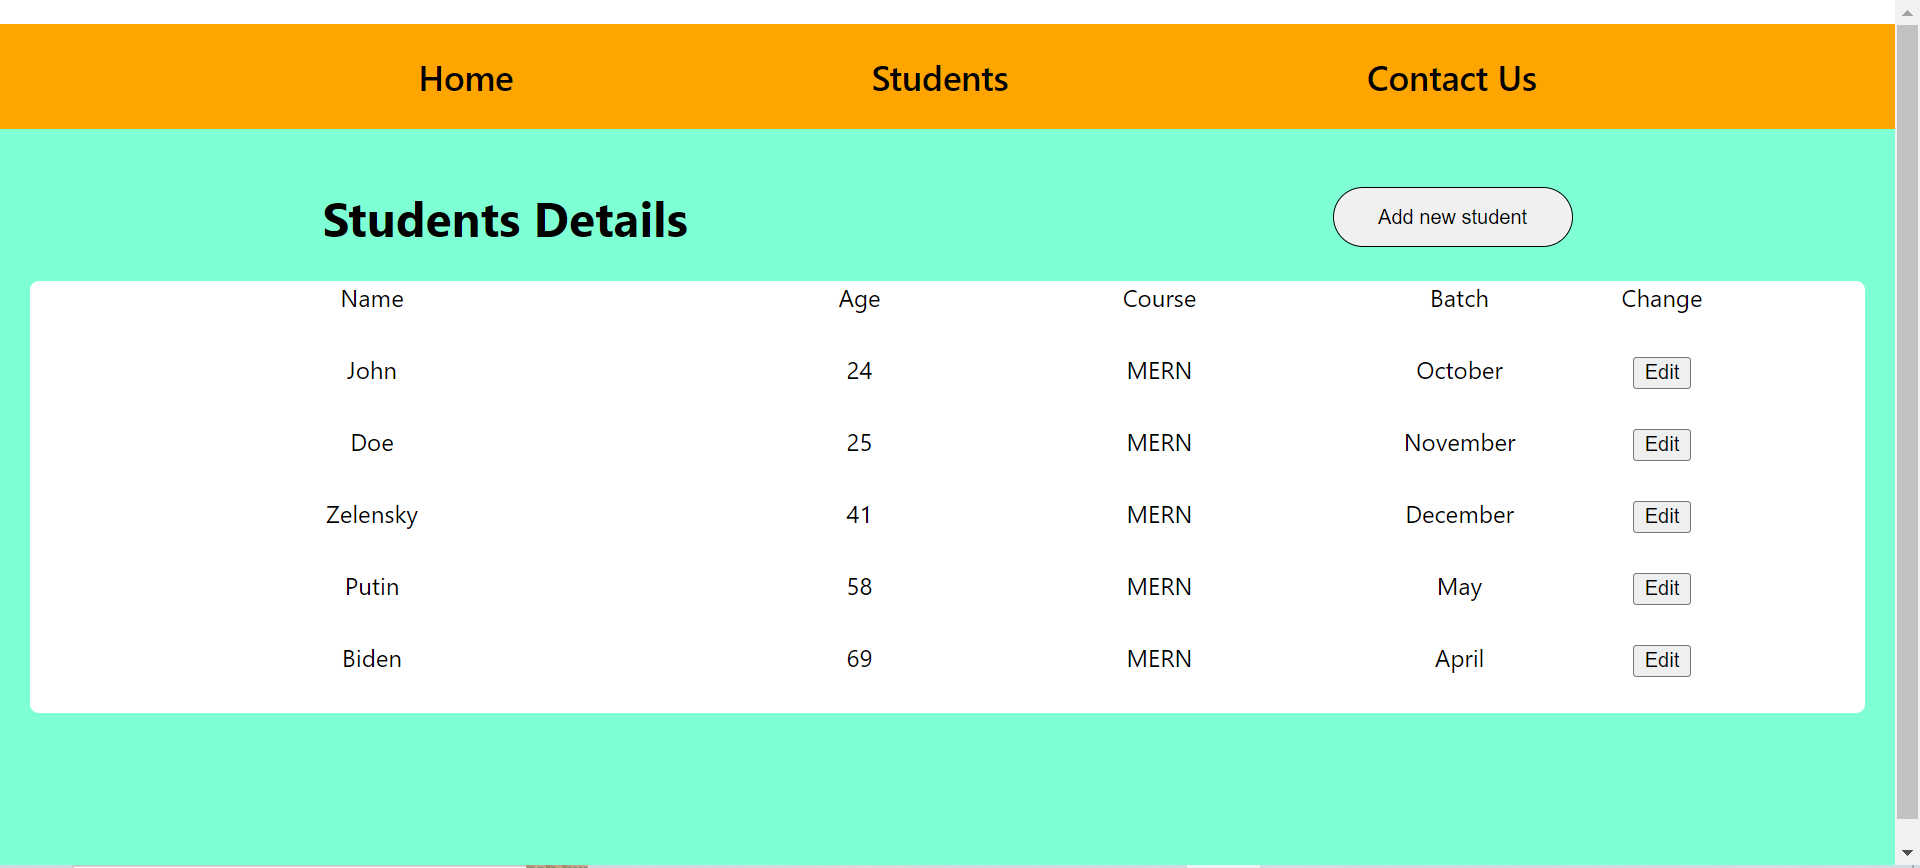 Home Students Contact Us
Students Details Add new student
Name Age Course Batch Change
John 24 MERN October Edit
Doe 25 MERN November Edit
Zelensky 41 MERN December Edit
Putin 58 MERN May Edit
Biden 69 MERN April Edit